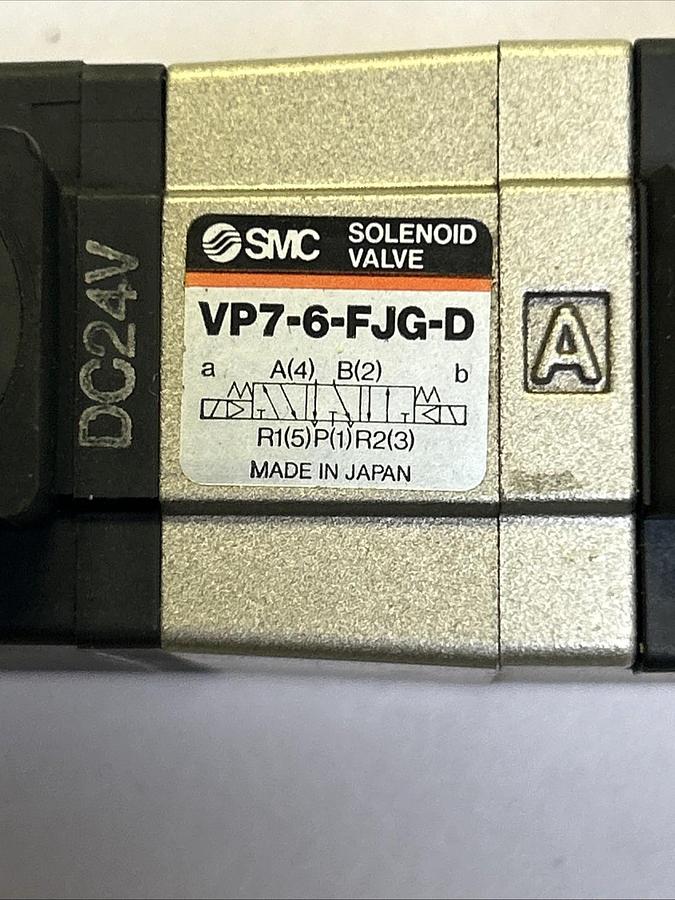 DC24V
SMC SOLENOID VALVE
VP7-6-FJG-D
a A(4) B(2) b
R1(5) P(1) R2(3)
MADE IN JAPAN
A